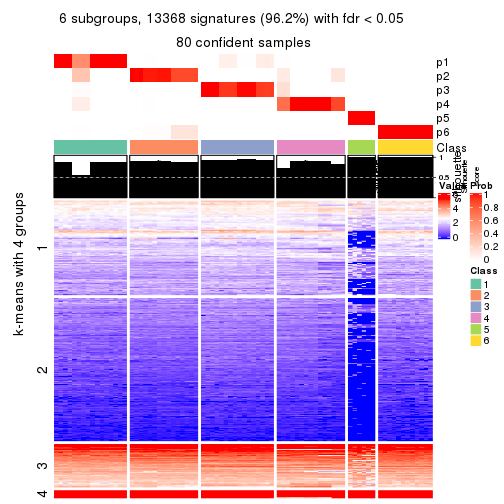 6 subgroups, 13368 signatures (96.2%) with fdr < 0.05
80 confident samples
p1
p2
p3
p4
p5
p6
Class
1
0.5
Silhouette
score
k-means with 4 groups
1
2
3
4
Value
4
2
0
Prob
1
0.8
0.6
0.4
0.2
0
Class
1
2
3
4
5
6